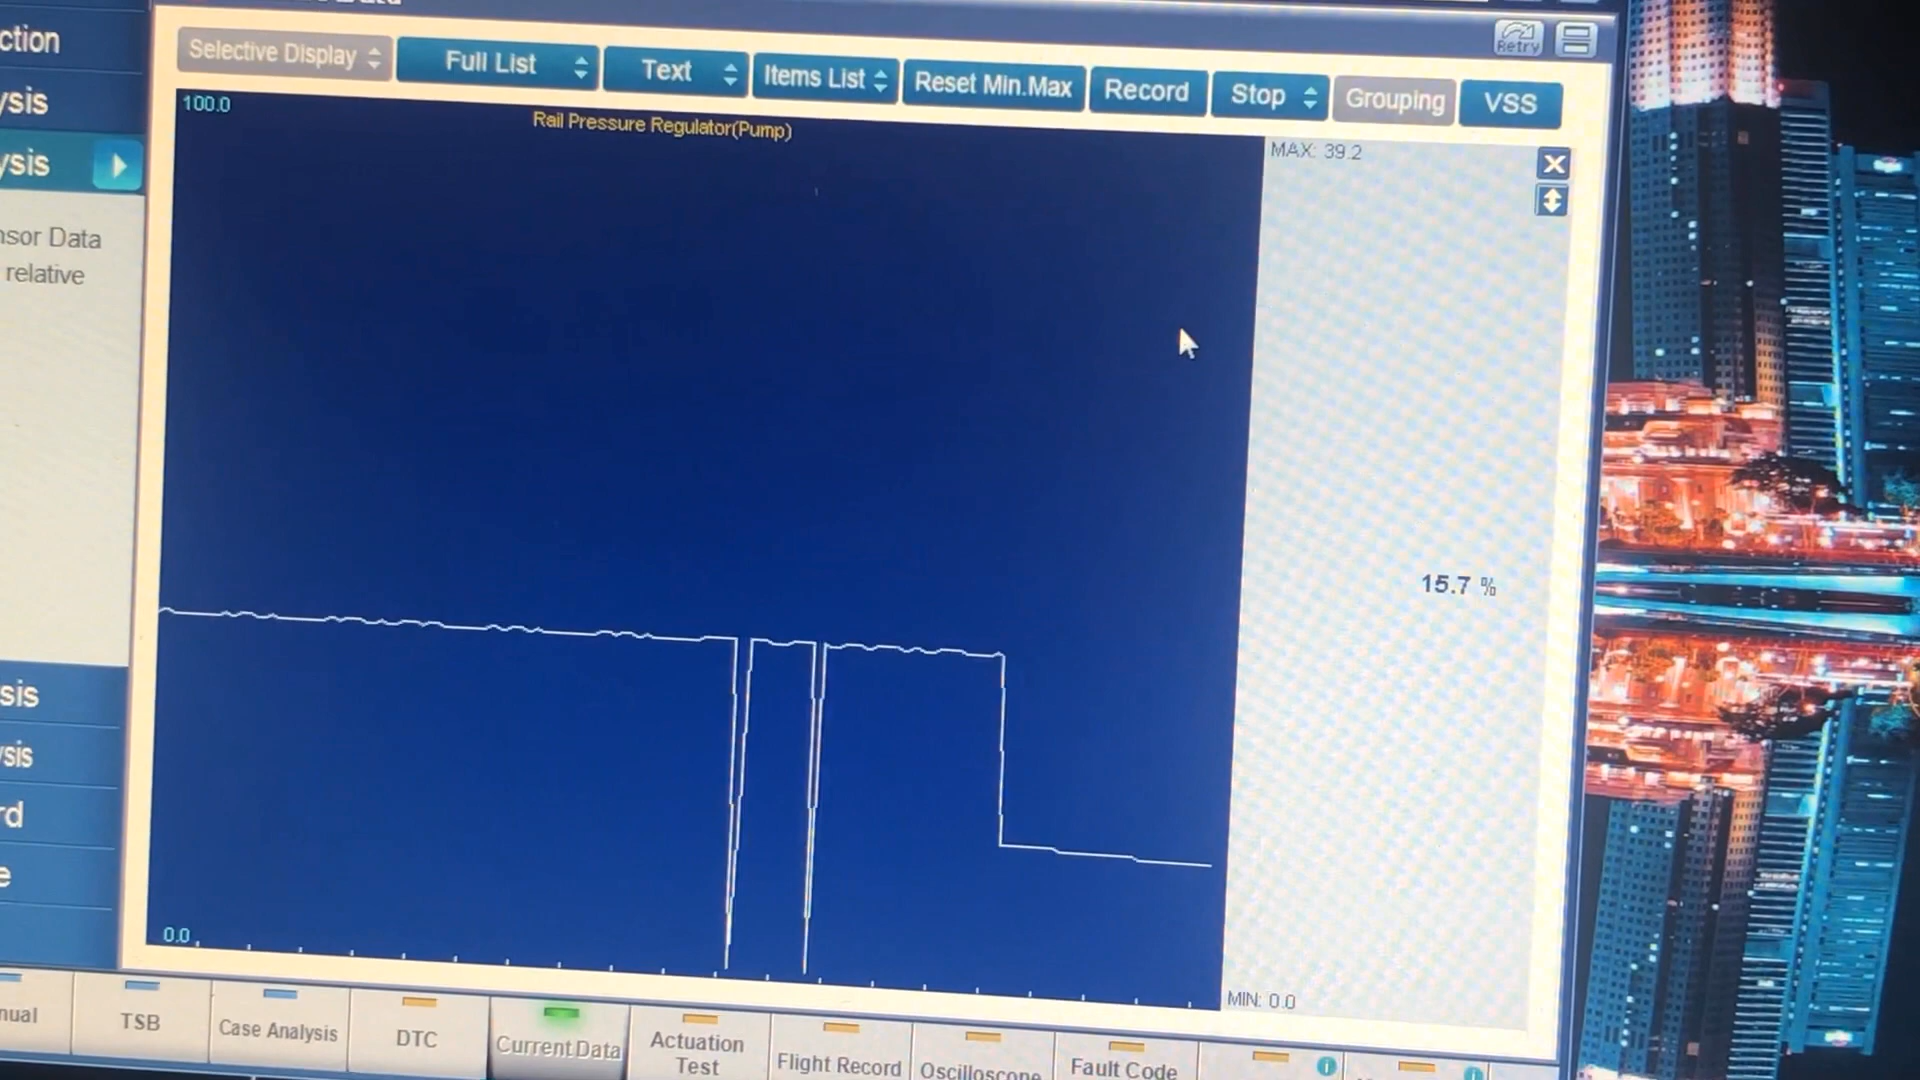 ction
ysis
ysis
nsor Data
relative
sis
sis
rd
e
Retry
Selective Display
Full List
Text
Items List
Reset Min.Max
Record
Stop
Grouping
VSS
100.0
Rail Pressure Regulator(Pump)
MAX: 39.2
15.7 %
0.0
MIN: 0.0
nual
TSB
Case Analysis
DTC
Current Data
Actuation
Test
Flight Record
Oscilloscope
Fault Code